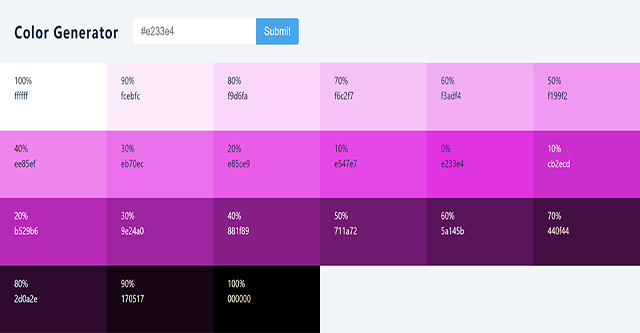 Color Generator
#e233e4
Submit
100%
ffffff
90%
fcebfc
80%
f9d6fa
70%
f6c2f7
60%
f3adf4
50%
f199f2
40%
ee85ef
30%
eb70ec
20%
e85ce9
10%
e547e7
0%
e233e4
10%
cb2ecd
20%
b529b6
30%
9e24a0
40%
881f89
50%
711a72
60%
5a145b
70%
440f44
80%
2d0a2e
90%
170517
100%
000000